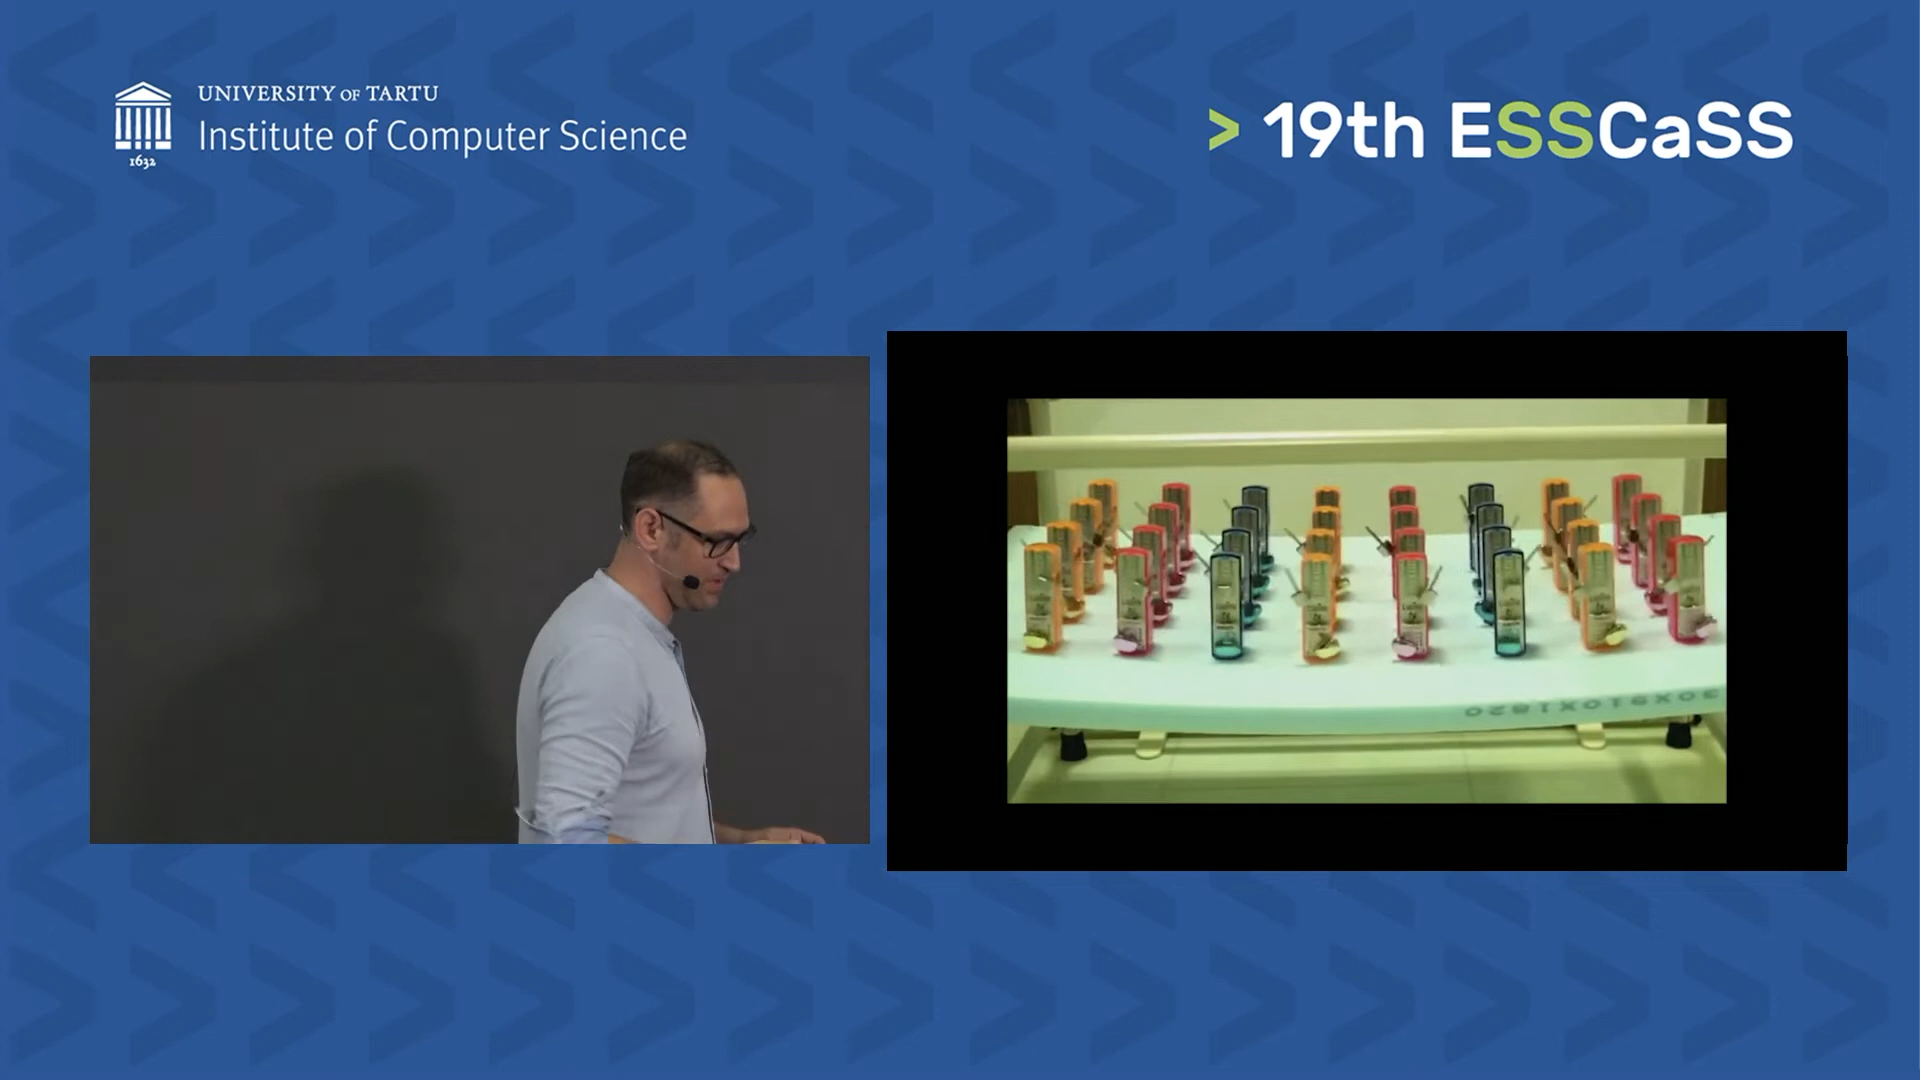 UNIVERSITY OF TARTU
Institute of Computer Science
1632
> 19th ESSCaSS